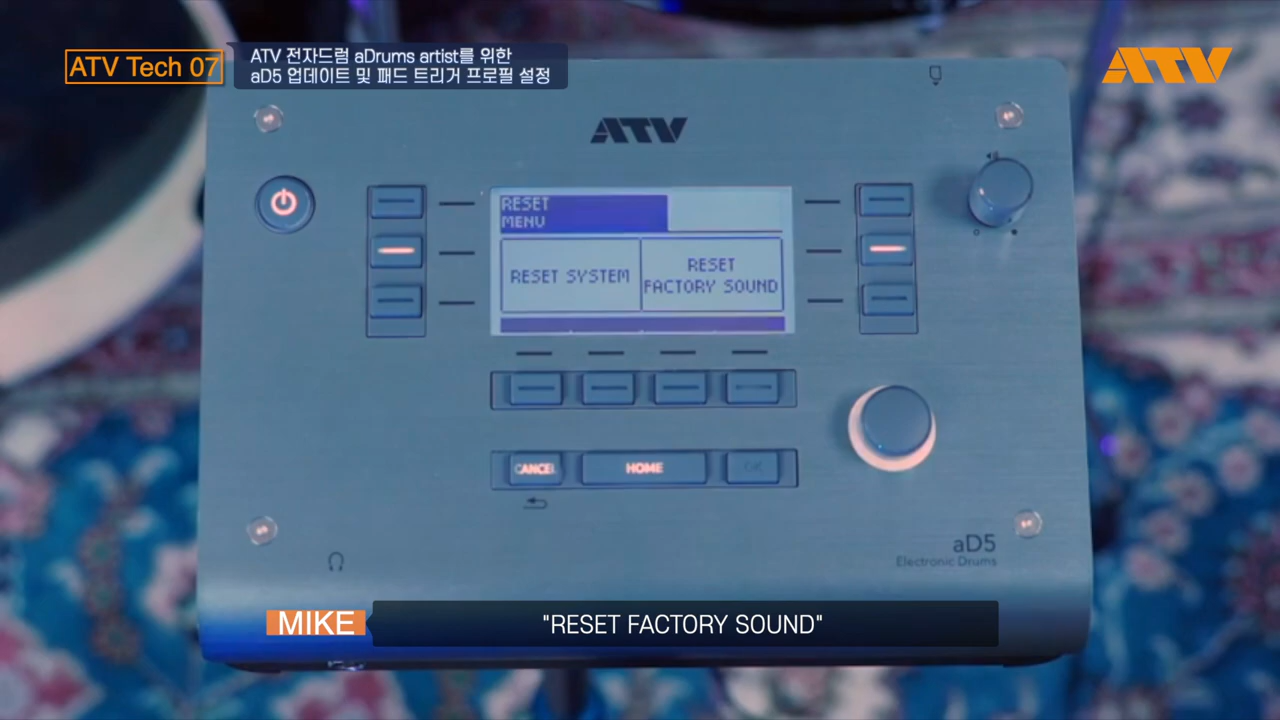 ATV Tech 07
ATV 전자드럼 aDrums artist를 위한
aD5 업데이트 및 패드 트리거 프로필 설정
ATV
ATV
RESET
MENU
RESET SYSTEM
RESET
FACTORY SOUND
CANCEL
HOME
OK
aD5
Electronic Drums
MIKE
"RESET FACTORY SOUND"